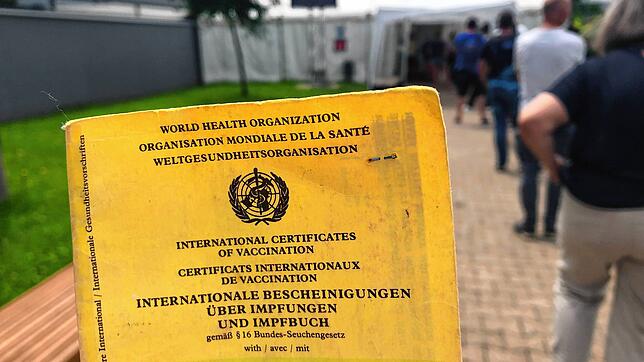 WORLD HEALTH ORGANIZATION
ORGANISATION MONDIALE DE LA SANTÉ
WELTGESUNDHEITSORGANISATION
INTERNATIONAL CERTIFICATES
OF VACCINATION
CERTIFICATS INTERNATIONAUX
DE VACCINATION
INTERNATIONALE BESCHEINIGUNGEN
ÜBER IMPFUNGEN
UND IMPFBUCH
gemäß § 16 Bundes-Seuchengesetz
with / avec / mit
re International / Internationale Gesundheitsvorschriften